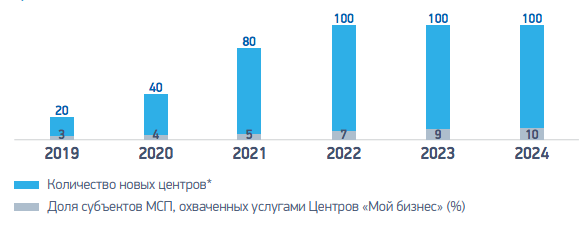 100 100 100
80
40
20
3 4 5 7 9 10
2019 2020 2021 2022 2023 2024
Количество новых центров*
Доля субъектов МСП, охваченных услугами Центров «Мой бизнес» (%)